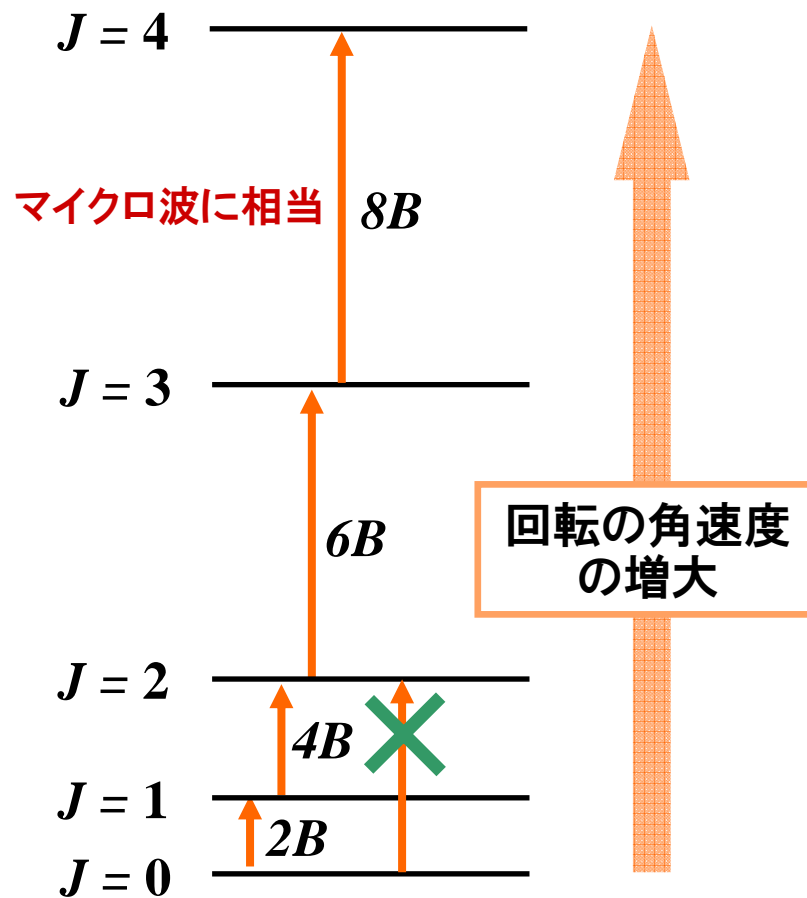 J = 4
マイクロ波に相当
8B
J = 3
6B
回転の角速度
の増大
J = 2
4B
J = 1
2B
J = 0